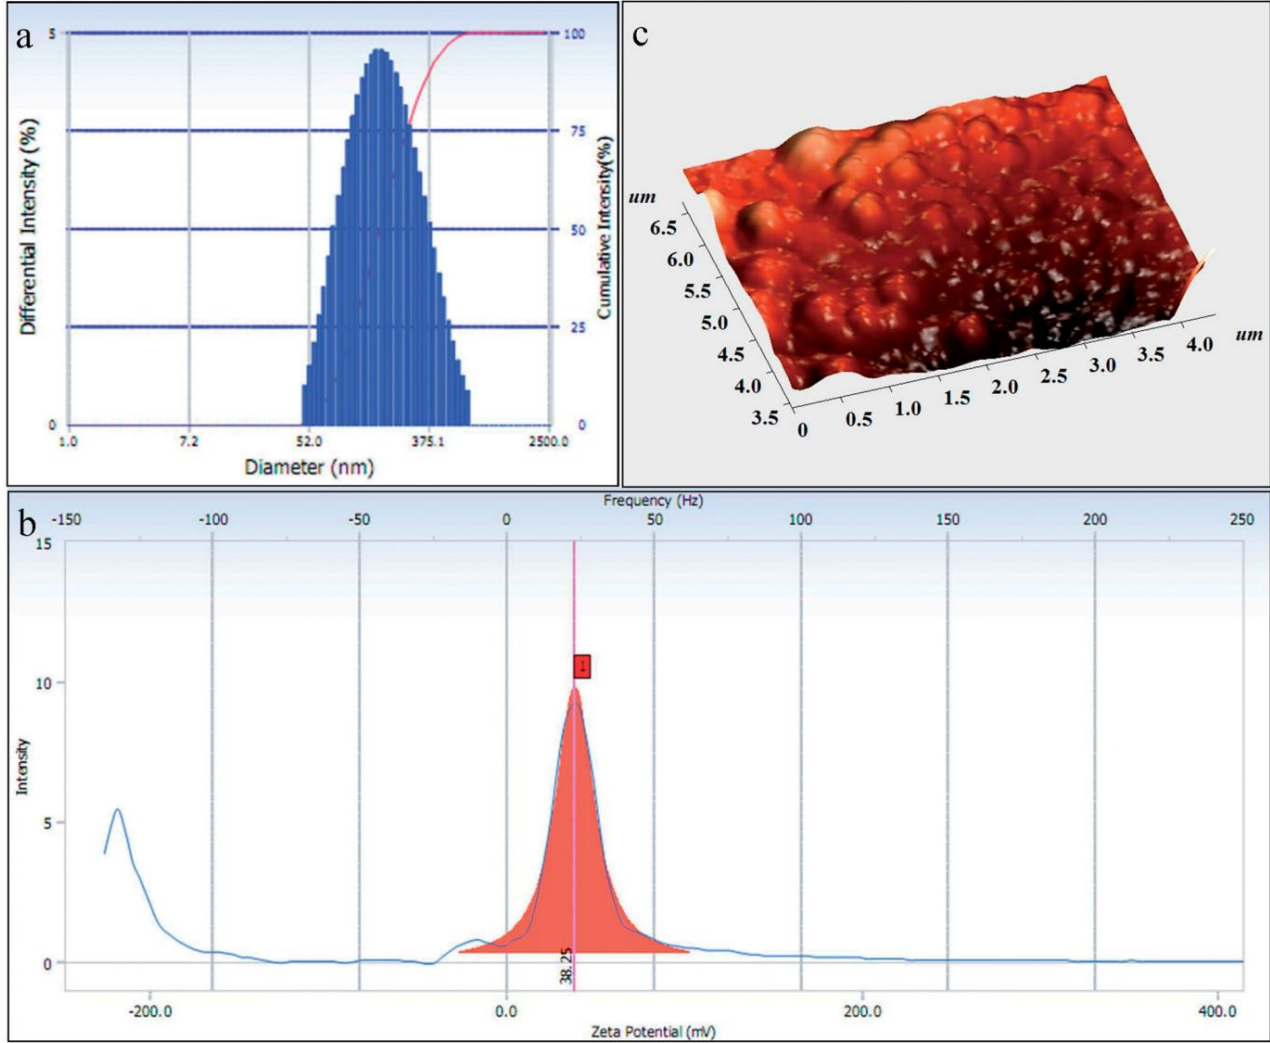 a
5
0
Differential Intensity (%)
100
75
50
25
0
Cumulative Intensity(%)
1.0 7.2 52.0 375.1 2500.0
Diameter (nm)
c
um
6.5
6.0
5.5
5.0
4.5
4.0
3.5
0 0.5 1.0 1.5 2.0 2.5 3.0 3.5 4.0
um
b
Frequency (Hz)
-150 -100 -50 0 50 100 150 200 250
15
10
5
0
Intensity
1
38.25
-200.0 0.0 200.0 400.0
Zeta Potential (mV)